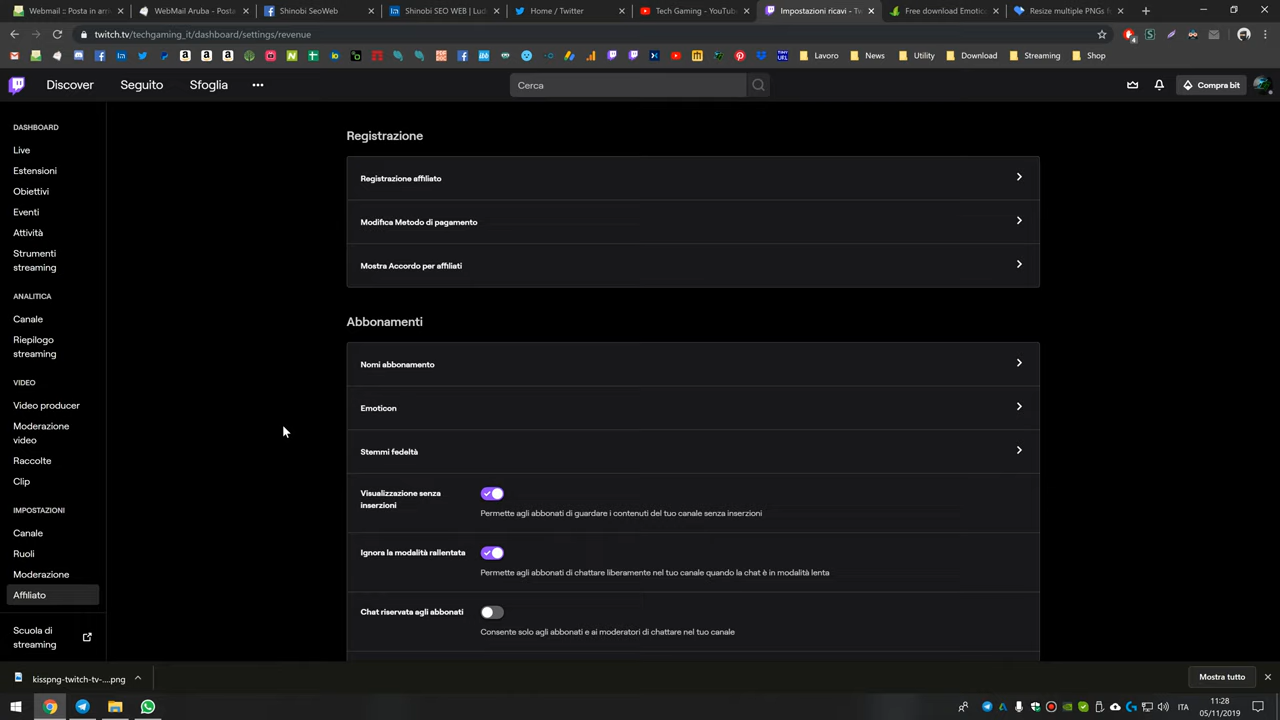 Webmail :: Posta in arr
WebMail Aruba - Posta
Shinobi SeoWeb
Shinobi SEO WEB | Lud
Home / Twitter
Tech Gaming - YouTube
Impostazioni ricavi - Tw
Free download Emotico
Resize multiple PNGs
twitch.tv/techgaming_it/dashboard/settings/revenue
Lavoro
News
Utility
Download
Streaming
Shop
Discover
Seguito
Sfoglia
Cerca
Compra bit
DASHBOARD
Live
Estensioni
Obiettivi
Eventi
Attività
Strumenti
streaming
ANALITICA
Canale
Riepilogo
streaming
VIDEO
Video producer
Moderazione
video
Raccolte
Clip
IMPOSTAZIONI
Canale
Ruoli
Moderazione
Affiliato
Scuola di
streaming
Registrazione
Registrazione affiliato
Modifica Metodo di pagamento
Mostra Accordo per affiliati
Abbonamenti
Nomi abbonamento
Emoticon
Stemmi fedeltà
Visualizzazione senza
inserzioni
Permette agli abbonati di guardare i contenuti del tuo canale senza inserzioni
Ignora la modalità rallentata
Permette agli abbonati di chattare liberamente nel tuo canale quando la chat è in modalità lenta
Chat riservata agli abbonati
Consente solo agli abbonati e ai moderatori di chattare nel tuo canale
kisspng-twitch-tv-....png
Mostra tutto
ITA
11:28
05/11/2019